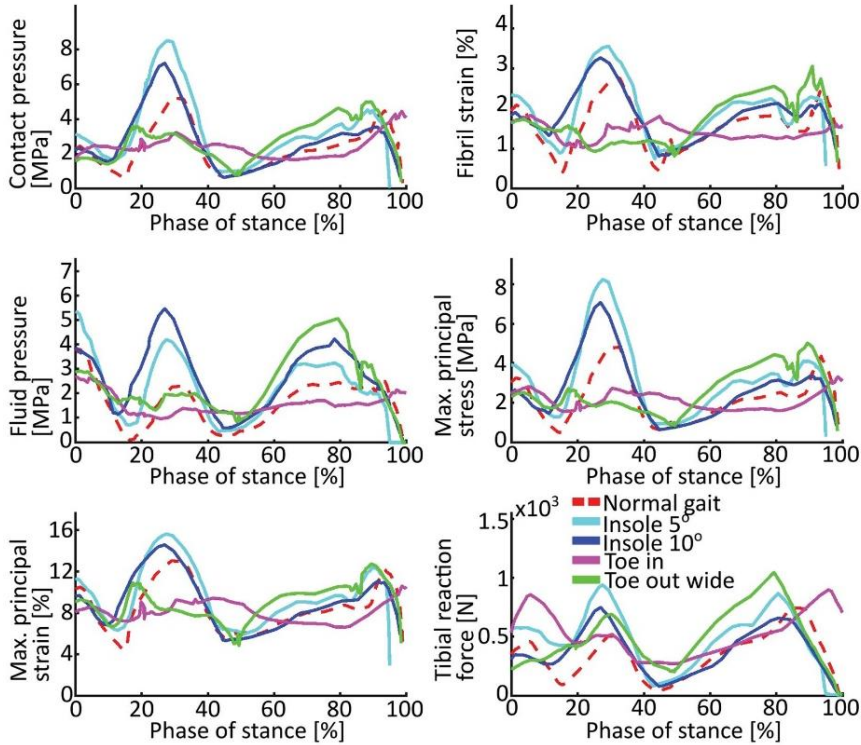 Contact pressure
[MPa]
8
6
4
2
0
0 20 40 60 80 100
Phase of stance [%]
Fibril strain [%]
4
3
2
1
0
0 20 40 60 80 100
Phase of stance [%]
Fluid pressure
[MPa]
7
6
5
4
3
2
1
0
0 20 40 60 80 100
Phase of stance [%]
Max. principal
stress [MPa]
8
6
4
2
0
0 20 40 60 80 100
Phase of stance [%]
Max. principal
strain [%]
16
12
8
4
0
0 20 40 60 80 100
Phase of stance [%]
Tibial reaction
force [N]
x10³
1.5
1
0.5
0
0 20 40 60 80 100
Phase of stance [%]
Normal gait
Insole 5º
Insole 10º
Toe in
Toe out wide